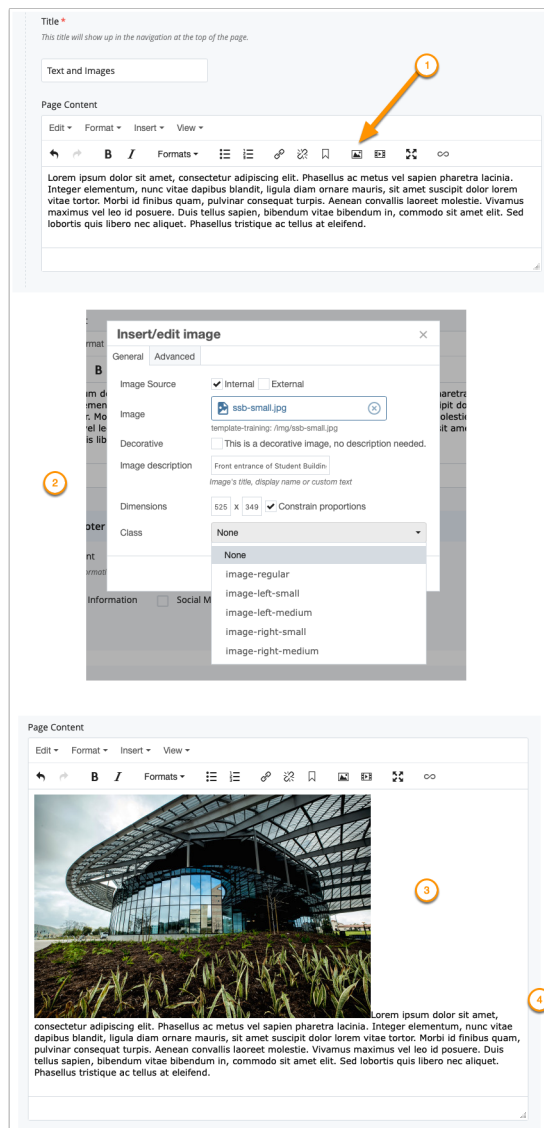 Title *
This title will show up in the navigation at the top of the page.
1
Text and Images
Page Content
Edit Format Insert View
B I Formats
Lorem ipsum dolor sit amet, consectetur adipiscing elit. Phasellus ac metus vel sapien pharetra lacinia.
Integer elementum, nunc vitae dapibus blandit, ligula diam ornare mauris, sit amet suscipit dolor lorem
vitae tortor. Morbi id finibus quam, pulvinar consequat turpis. Aenean convallis laoreet molestie. Vivamus
maximus vel leo id posuere. Duis tellus sapien, bibendum vitae bibendum in, commodo sit amet elit. Sed
lobortis quis libero nec aliquet. Phasellus tristique ac tellus at eleifend.
Insert/edit image
General Advanced
B
Image Source Internal External
Image ssb-small.jpg
template-training: /img/ssb-small.jpg
Decorative This is a decorative image, no description needed.
Image description Front entrance of Student Buildin
Image's title, display name or custom text
2
Dimensions 525 x 349 Constrain proportions
Class None
None
image-regular
Information Social M
image-left-small
image-left-medium
image-right-small
image-right-medium
Page Content
Edit Format Insert View
B I Formats
3
4
Lorem ipsum dolor sit amet,
consectetur adipiscing elit. Phasellus ac metus vel sapien pharetra lacinia. Integer elementum, nunc vitae
dapibus blandit, ligula diam ornare mauris, sit amet suscipit dolor lorem vitae tortor. Morbi id finibus quam,
pulvinar consequat turpis. Aenean convallis laoreet molestie. Vivamus maximus vel leo id posuere. Duis
tellus sapien, bibendum vitae bibendum in, commodo sit amet elit. Sed lobortis quis libero nec aliquet.
Phasellus tristique ac tellus at eleifend.